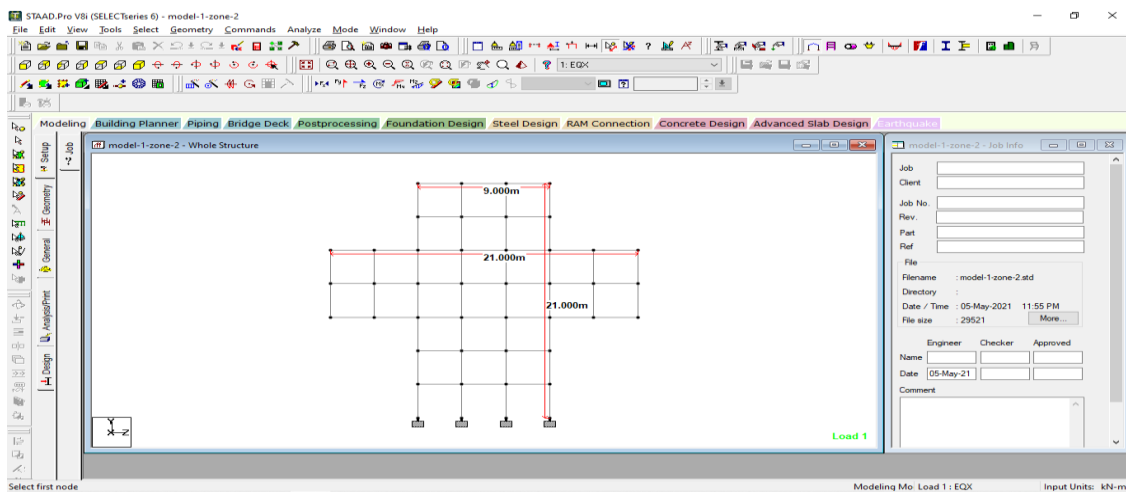 STAAD.Pro V8i (SELECTseries 6) - model-1-zone-2
File Edit View Tools Select Geometry Commands Analyze Mode Window Help
1: EQX
Modeling Building Planner Piping Bridge Deck Postprocessing Foundation Design Steel Design RAM Connection Concrete Design Advanced Slab Design Earthquake
Setup
Geometry
General
Analysis/Print
Design
Job
model-1-zone-2 - Whole Structure
9.000m
21.000m
21.000m
Y
X Z
Load 1
model-1-zone-2 - Job Info
Job
Client
Job No.
Rev.
Part
Ref
File
Filename : model-1-zone-2.std
Directory :
Date / Time : 05-May-2021 11:55 PM
File size : 29521 More...
Engineer Checker Approved
Name
Date 05-May-21
Comment
Select first node Modeling Mo Load 1 : EQX Input Units: kN-m